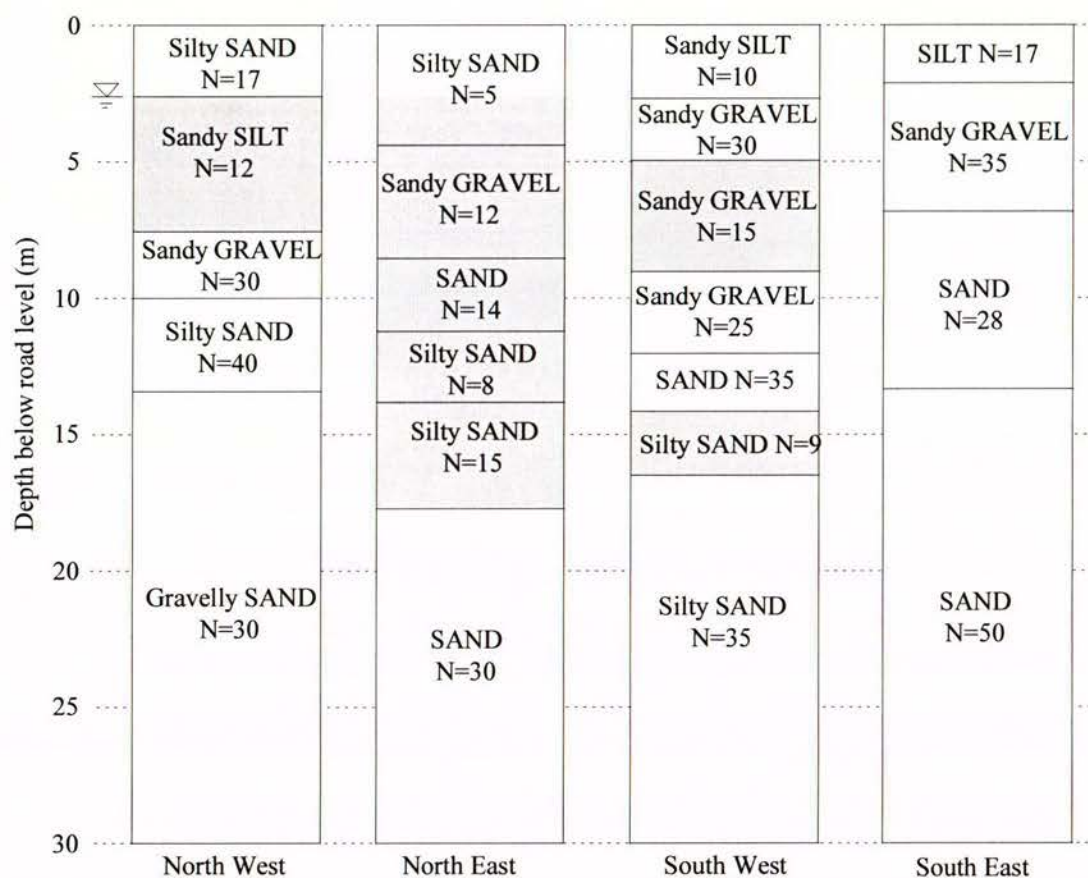 Depth below road level (m)
0
5
10
15
20
25
30
Silty SAND
N=17
Sandy SILT
N=12
Sandy GRAVEL
N=30
Silty SAND
N=40
Gravelly SAND
N=30
North West
Silty SAND
N=5
Sandy GRAVEL
N=12
SAND
N=14
Silty SAND
N=8
Silty SAND
N=15
SAND
N=30
North East
Sandy SILT
N=10
Sandy GRAVEL
N=30
Sandy GRAVEL
N=15
Sandy GRAVEL
N=25
SAND N=35
Silty SAND N=9
Silty SAND
N=35
South West
SILT N=17
Sandy GRAVEL
N=35
SAND
N=28
SAND
N=50
South East